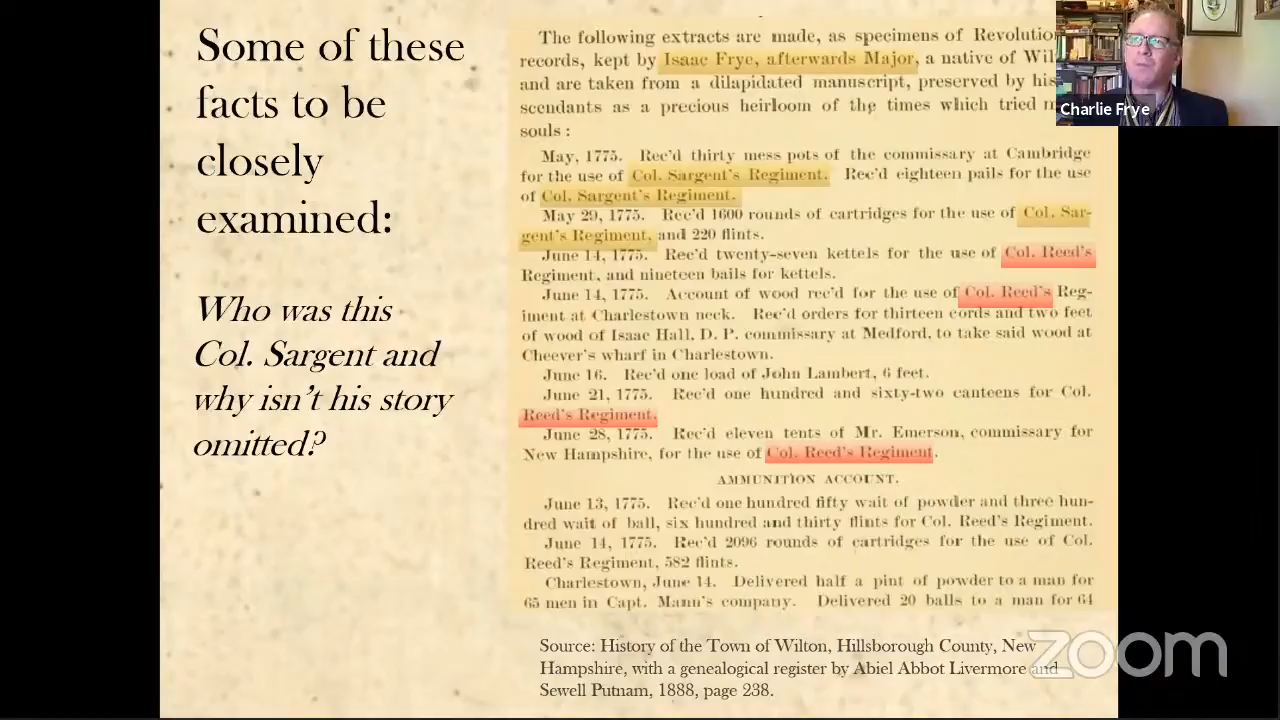 Some of these
facts to be
closely
examined:
Who was this
Col. Sargent and
why isn't his story
omitted?
The following extracts are made, as specimens of Revolutio
records, kept by Isaac Frye, afterwards Major, a native of Wil
and are taken from a dilapidated manuscript, preserved by his
scendants as a precious heirloom of the times which tried m
souls :
May, 1775. Rec'd thirty mess pots of the commissary at Cambridge
for the use of Col. Sargent's Regiment. Rec'd eighteen pails for the use
of Col. Sargent's Regiment.
May 29, 1775. Rec'd 1600 rounds of cartridges for the use of Col. Sar-
gent's Regiment, and 220 flints.
June 14, 1775. Rec'd twenty-seven kettels for the use of Col. Reed's
Regiment, and nineteen bails for kettels.
June 14, 1775. Account of wood rec'd for the use of Col. Reed's Reg-
iment at Charlestown neck. Rec'd orders for thirteen cords and two feet
of wood of Isaac Hall, D. P. commissary at Medford, to take said wood at
Cheever's wharf in Charlestown.
June 16. Rec'd one load of John Lambert, 6 feet.
June 21, 1775. Rec'd one hundred and sixty-two canteens for Col.
Reed's Regiment.
June 28, 1775. Rec'd eleven tents of Mr. Emerson, commissary for
New Hampshire, for the use of Col. Reed's Regiment.
AMMUNITION ACCOUNT.
June 13, 1775. Rec'd one hundred fifty wait of powder and three hun-
dred wait of ball, six hundred and thirty flints for Col. Reed's Regiment.
June 14, 1775. Rec'd 2096 rounds of cartridges for the use of Col.
Reed's Regiment, 582 flints.
Charlestown, June 14. Delivered half a pint of powder to a man for
65 men in Capt. Mann's company. Delivered 20 balls to a man for 64
Source: History of the Town of Wilton, Hillsborough County, New
Hampshire, with a genealogical register by Abiel Abbot Livermore and
Sewell Putnam, 1888, page 238.
Charlie Frye
zoom